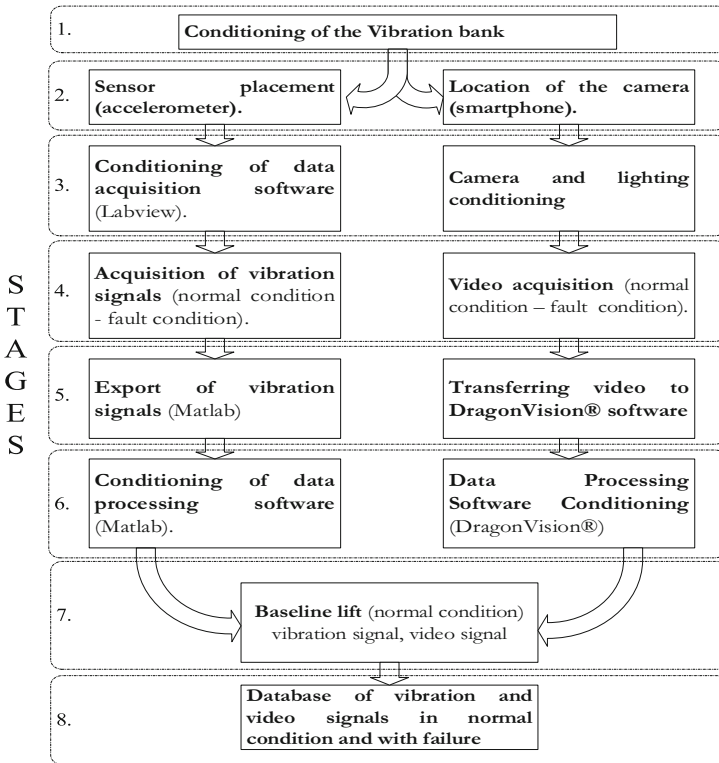 1.
Conditioning of the Vibration bank
2.
Sensor placement
(accelerometer).
Location of the camera
(smartphone).
3.
Conditioning of data
acquisition software
(Labview).
Camera and lighting
conditioning
4.
Acquisition of vibration
signals (normal condition
- fault condition).
Video acquisition (normal
condition – fault condition).
5.
Export of vibration
signals (Matlab)
Transferring video to
DragonVision® software
6.
Conditioning of data
processing software
(Matlab).
Data Processing
Software Conditioning
(DragonVision®)
7.
Baseline lift (normal condition)
vibration signal, video signal
8.
Database of vibration and
video signals in normal
condition and with failure
S
T
A
G
E
S